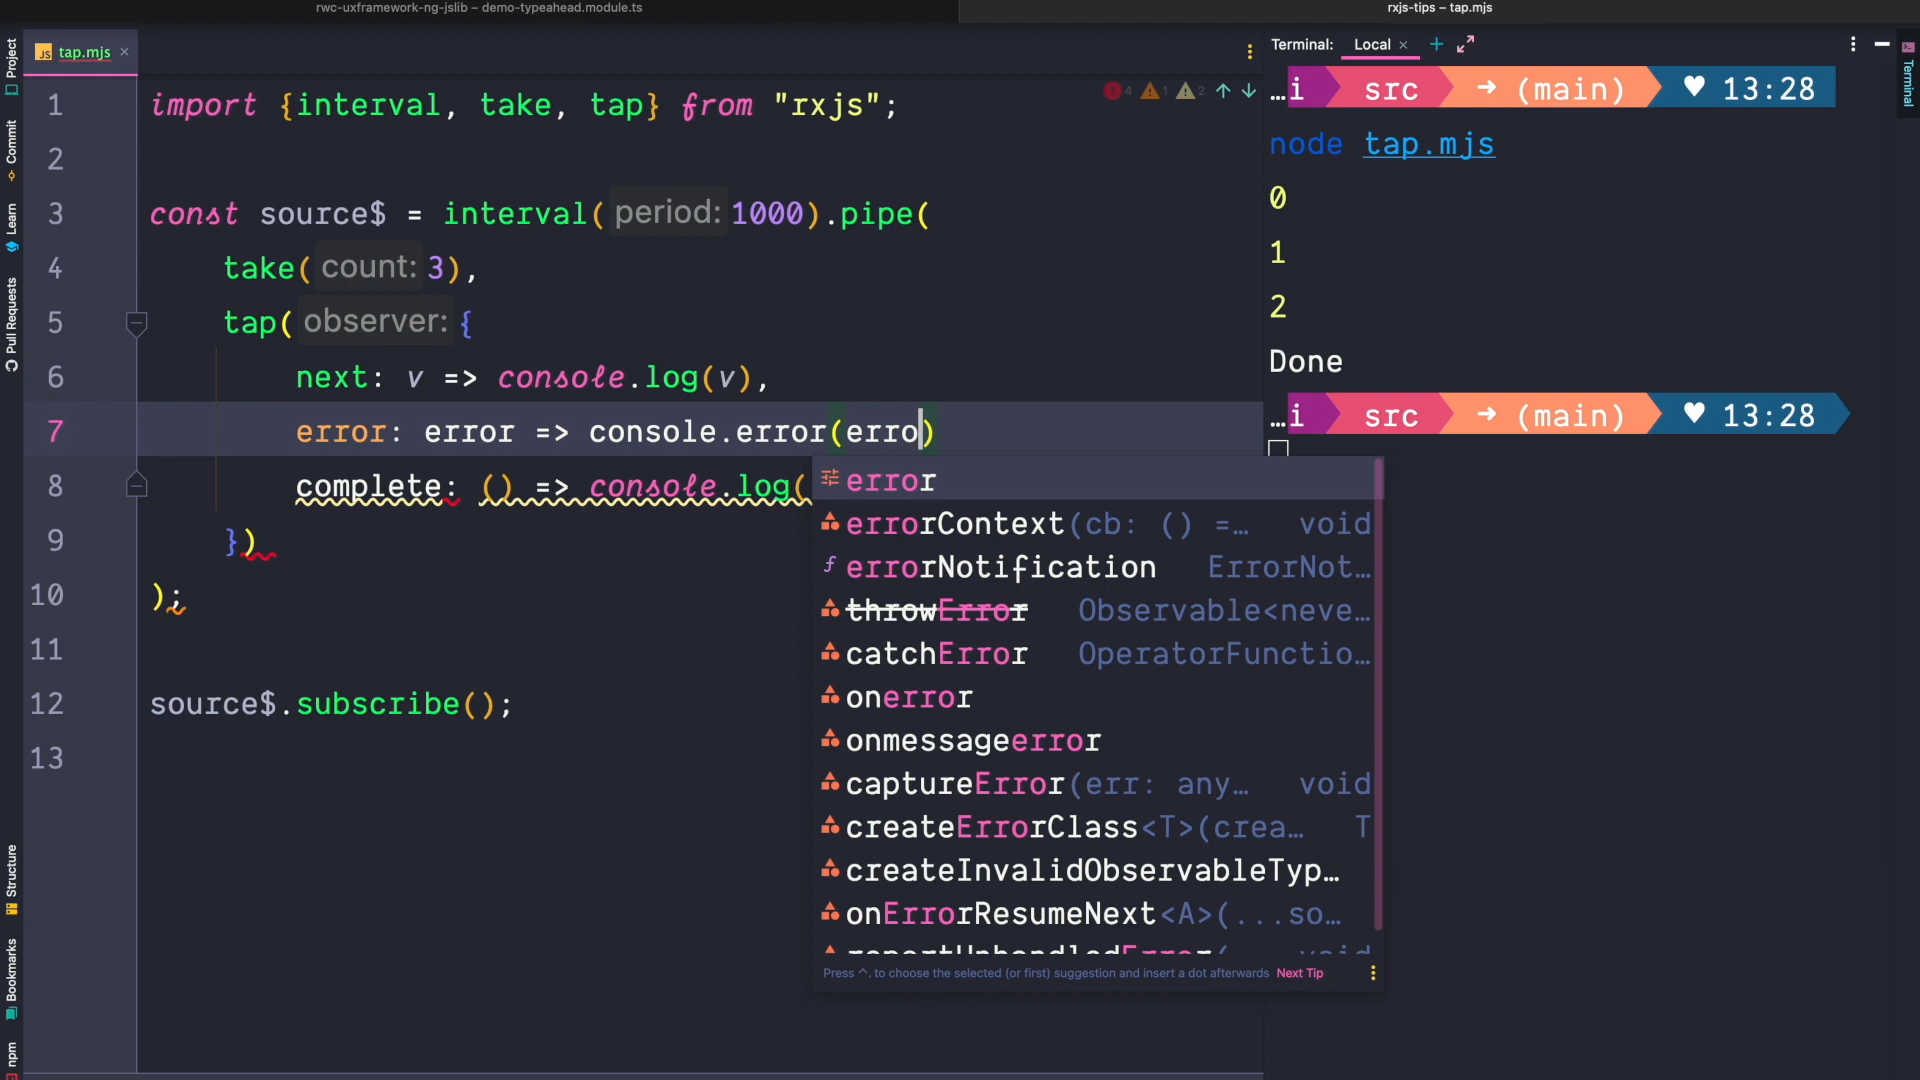 rwc-uxframework-ng-jslib – demo-typeahead.module.ts
rxjs-tips – tap.mjs
Project
Commit
Learn
Pull Requests
Structure
Bookmarks
npm
JS tap.mjs ×
4 1 2
1 import {interval, take, tap} from "rxjs";
2
3 const source$ = interval( period: 1000).pipe(
4 take( count: 3),
5 tap( observer: {
6 next: v => console.log(v),
7 error: error => console.error(erro)
8 complete: () => console.log(
9 })
10 );
11
12 source$.subscribe();
13
error
errorContext(cb: () =… void
errorNotification ErrorNot…
throwError Observable<neve…
catchError OperatorFunctio…
onerror
onmessageerror
captureError(err: any… void
createErrorClass<T>(crea… T
createInvalidObservableTyp…
onErrorResumeNext<A>(...so…
reportUnhandledError( void
Press ^. to choose the selected (or first) suggestion and insert a dot afterwards Next Tip
Terminal: Local × +
…i src ➜ (main) ♥ 13:28
node tap.mjs
0
1
2
Done
…i src ➜ (main) ♥ 13:28
Terminal